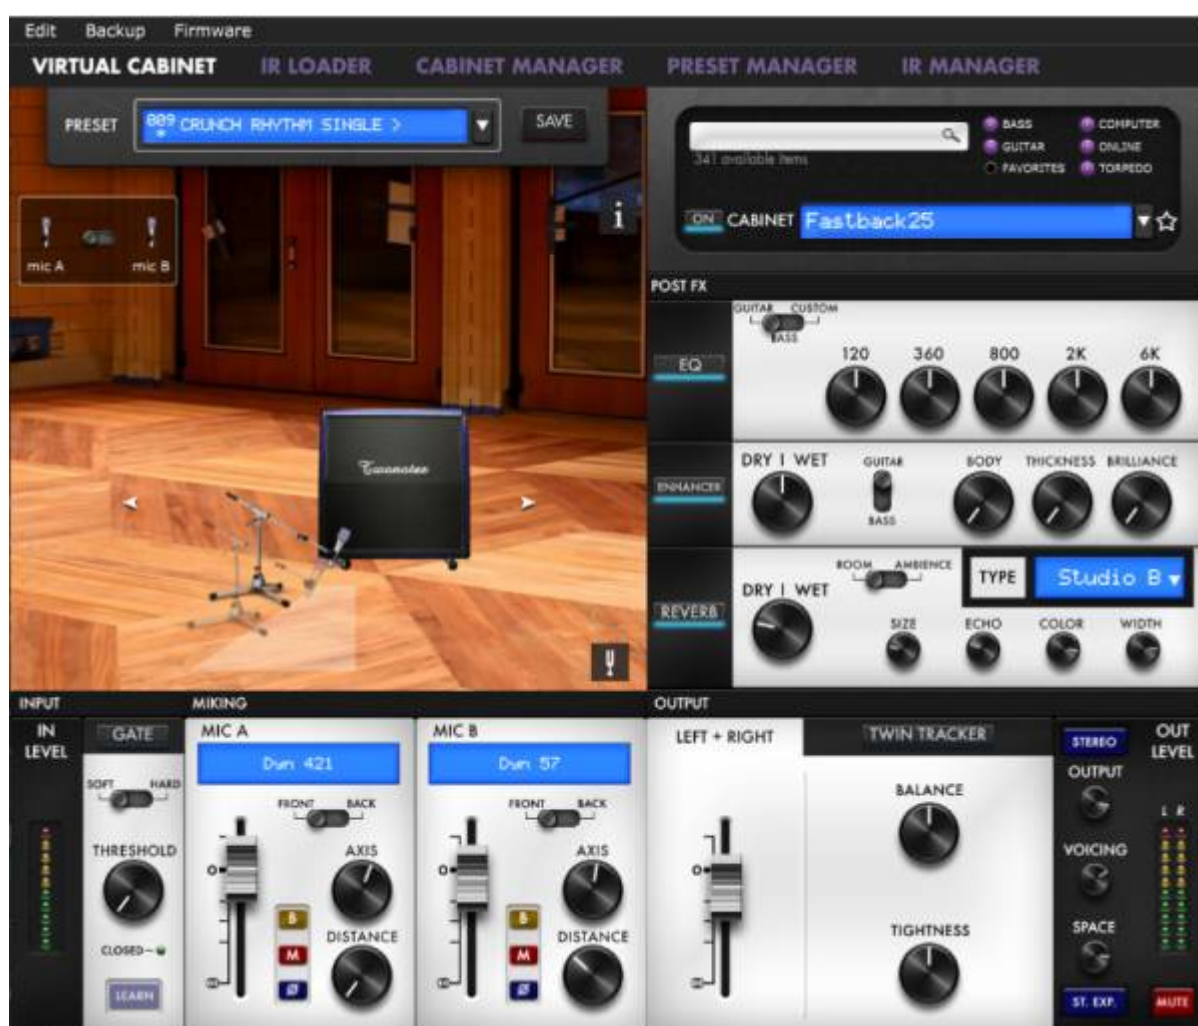 Edit Backup Firmware
VIRTUAL CABINET IR LOADER CABINET MANAGER PRESET MANAGER IR MANAGER
PRESET 009 * CRUNCH RHYTHM SINGLE > SAVE
mic A mic B
i
Twonotes
341 available items
BASS COMPUTER
GUITAR ONLINE
FAVORITES TORPEDO
ON CABINET Fastback25
POST FX
GUITAR CUSTOM
BASS
EQ
120 360 800 2K 6K
ENHANCER
DRY | WET GUITAR BODY THICKNESS BRILLIANCE
BASS
REVERB
ROOM AMBIENCE TYPE Studio B
DRY | WET
SIZE ECHO COLOR WIDTH
INPUT MIKING OUTPUT
IN LEVEL
GATE
SOFT HARD
THRESHOLD
CLOSED
LEARN
MIC A
Dyn 421
FRONT BACK
AXIS
0
B
M
DISTANCE
Ø
∞
MIC B
Dyn 57
FRONT BACK
AXIS
0
B
M
DISTANCE
Ø
∞
LEFT + RIGHT
0
∞
TWIN TRACKER
BALANCE
TIGHTNESS
STEREO
OUTPUT
VOICING
SPACE
ST. EXP.
OUT
LEVEL
L R
MUTE